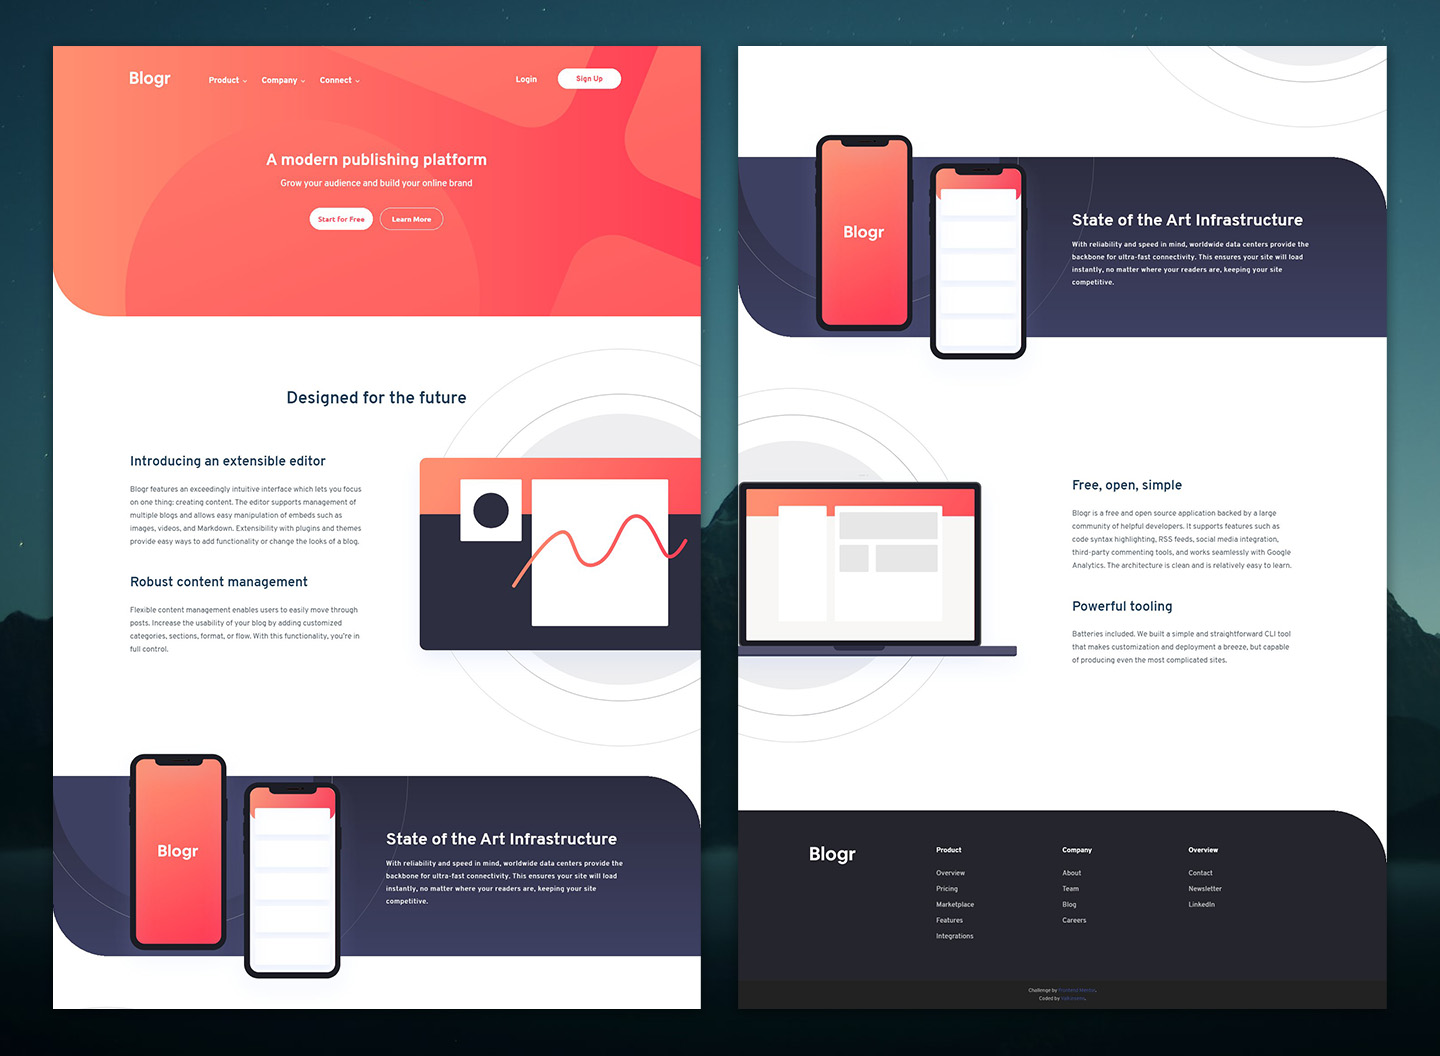 Blogr
Product
Company
Connect
Login
Sign Up
A modern publishing platform
Grow your audience and build your online brand
Start for Free
Learn More
Designed for the future
Introducing an extensible editor
Blogr features an exceedingly intuitive interface which lets you focus
on one thing: creating content. The editor supports management of
multiple blogs and allows easy manipulation of embeds such as
images, videos, and Markdown. Extensibility with plugins and themes
provide easy ways to add functionality or change the looks of a blog.
Robust content management
Flexible content management enables users to easily move through
posts. Increase the usability of your blog by adding customized
categories, sections, format, or flow. With this functionality, you're in
full control.
Blogr
State of the Art Infrastructure
With reliability and speed in mind, worldwide data centers provide the
backbone for ultra-fast connectivity. This ensures your site will load
instantly, no matter where your readers are, keeping your site
competitive.
Blogr
State of the Art Infrastructure
With reliability and speed in mind, worldwide data centers provide the
backbone for ultra-fast connectivity. This ensures your site will load
instantly, no matter where your readers are, keeping your site
competitive.
Free, open, simple
Blogr is a free and open source application backed by a large
community of helpful developers. It supports features such as
code syntax highlighting, RSS feeds, social media integration,
third-party commenting tools, and works seamlessly with Google
Analytics. The architecture is clean and is relatively easy to learn.
Powerful tooling
Batteries included. We built a simple and straightforward CLI tool
that makes customization and deployment a breeze, but capable
of producing even the most complicated sites.
Blogr
Product
Overview
Pricing
Marketplace
Features
Integrations
Company
About
Team
Blog
Careers
Overview
Contact
Newsletter
LinkedIn
Challenge by Frontend Mentor.
Coded by